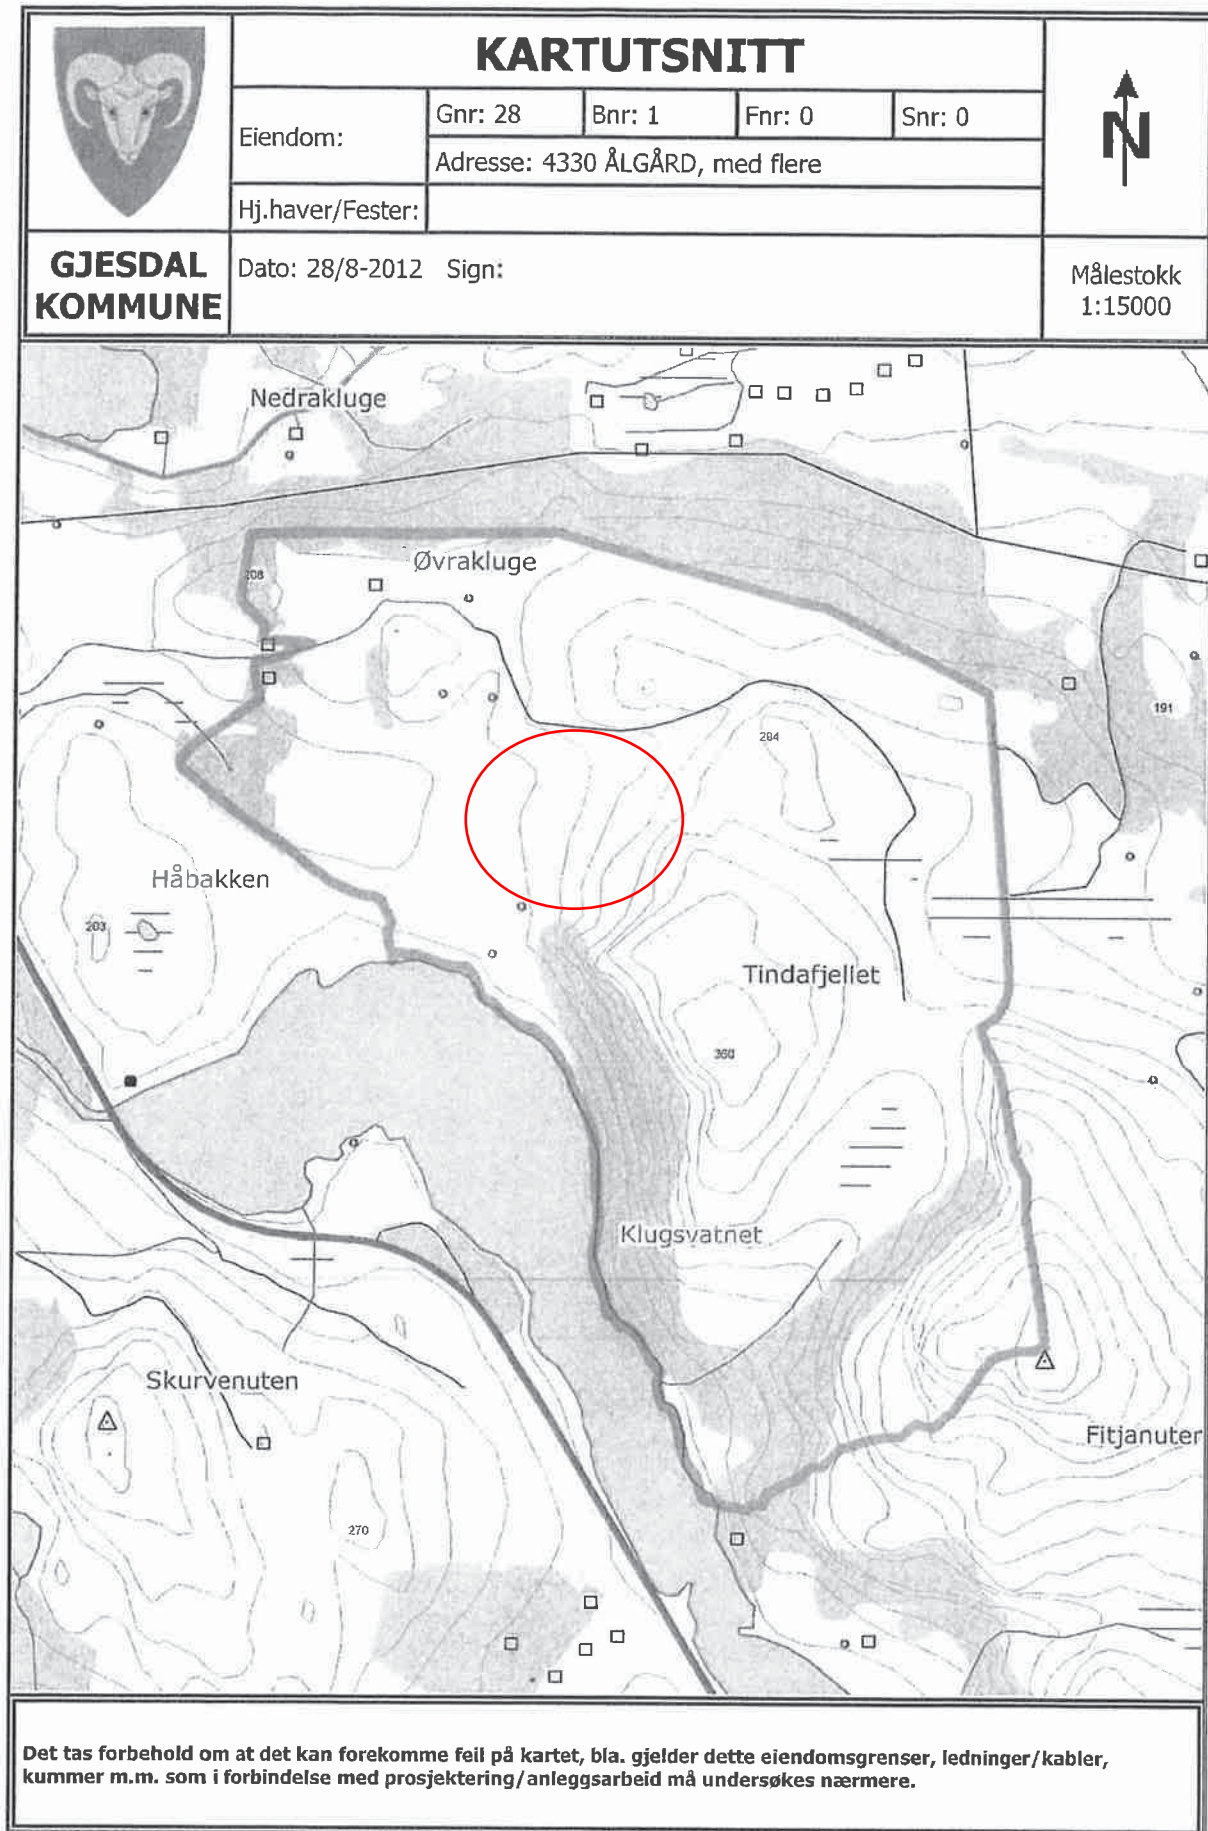 KARTUTSNITT
Eiendom:
Gnr: 28
Bnr: 1
Fnr: 0
Snr: 0
Adresse: 4330 ÅLGÅRD, med flere
Hj.haver/Fester:
N
GJESDAL
KOMMUNE
Dato: 28/8-2012 Sign:
Målestokk
1:15000
Nedrakluge
Øvrakluge
208
191
284
Håbakken
203
Tindafjellet
360
Klugsvatnet
Skurvenuten
Fitjanuter
270
Det tas forbehold om at det kan forekomme feil på kartet, bla. gjelder dette eiendomsgrenser, ledninger/kabler,
kummer m.m. som i forbindelse med prosjektering/anleggsarbeid må undersøkes nærmere.